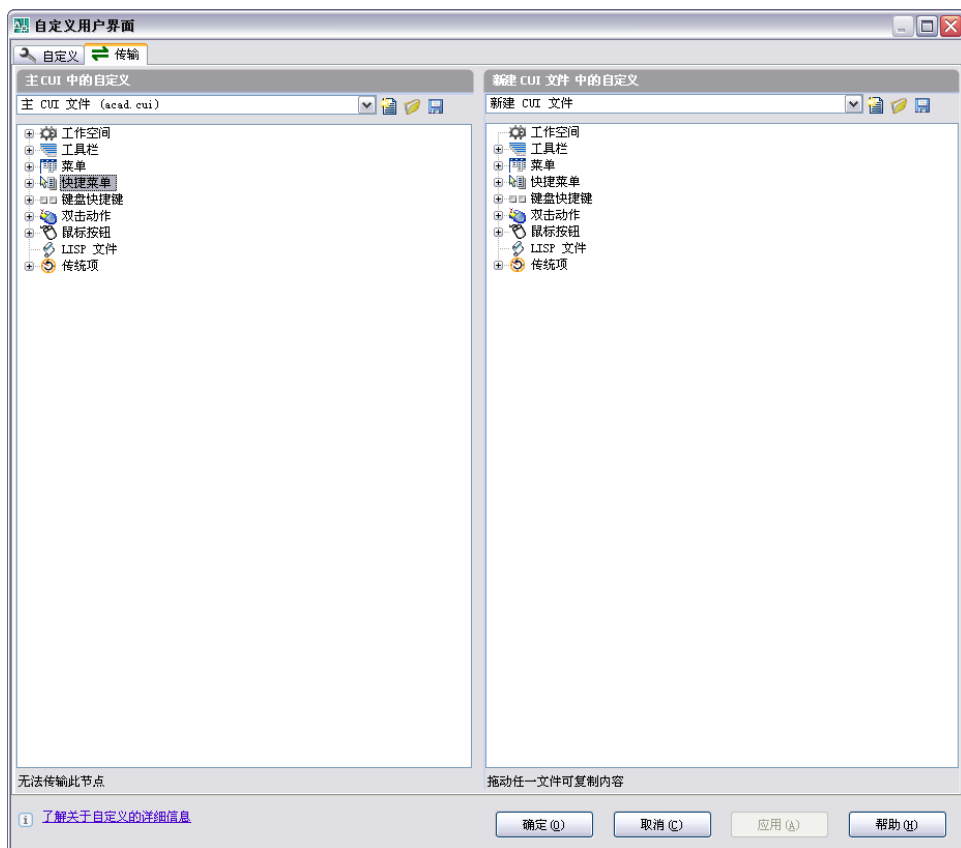 自定义用户界面
自定义 传输
主 CUI 中的自定义
主 CUI 文件 (acad.cui)
工作空间
工具栏
菜单
快捷菜单
键盘快捷键
双击动作
鼠标按钮
LISP 文件
传统项
无法传输此节点
新建 CUI 文件 中的自定义
新建 CUI 文件
工作空间
工具栏
菜单
快捷菜单
键盘快捷键
双击动作
鼠标按钮
LISP 文件
传统项
拖动任一文件可复制内容
了解关于自定义的详细信息
确定(O) 取消(C) 应用(A) 帮助(H)